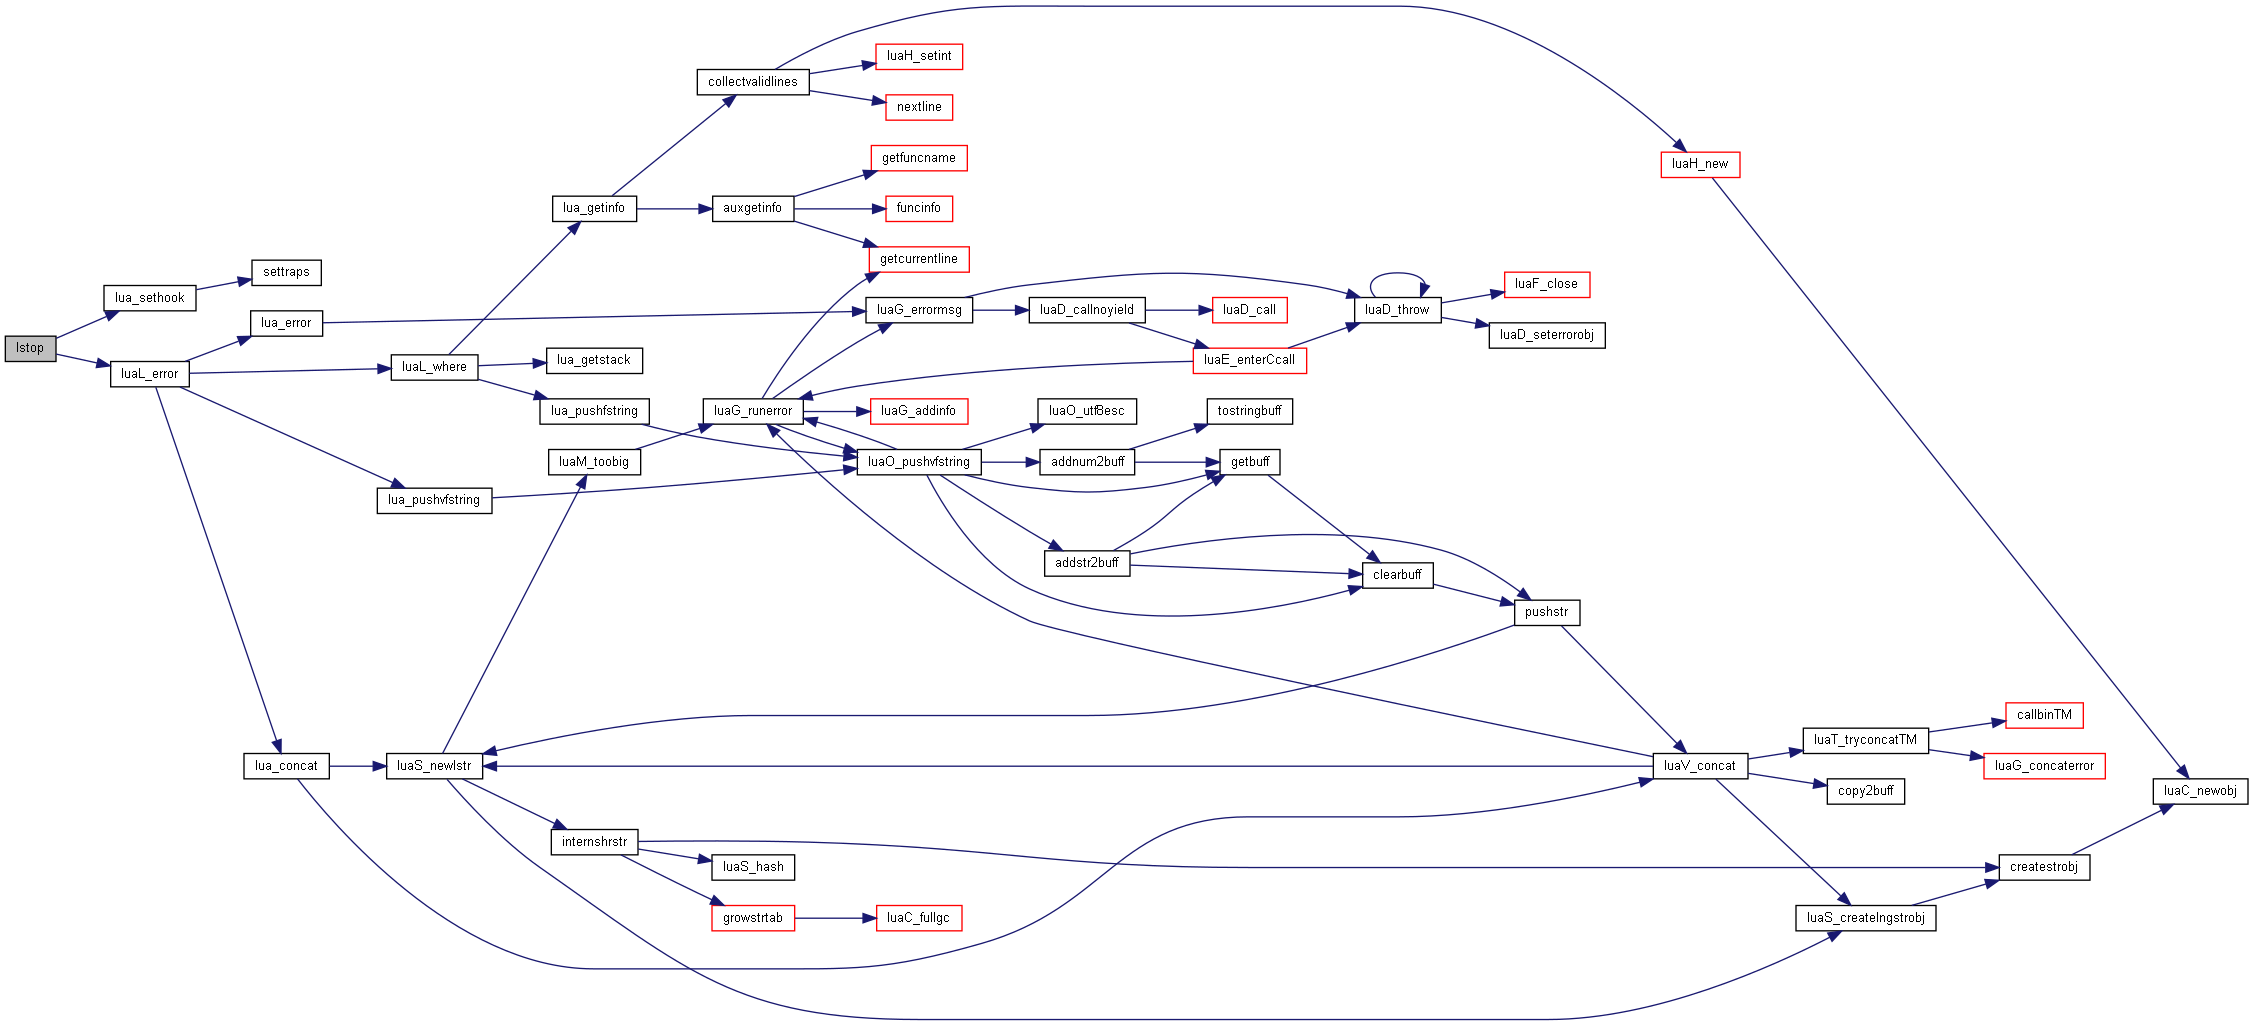 lstop
lua_sethook
settraps
luaL_error
lua_error
luaL_where
lua_getstack
lua_pushfstring
lua_pushvfstring
lua_concat
luaS_newlstr
lua_getinfo
collectvalidlines
luaH_setint
nextline
auxgetinfo
getfuncname
funcinfo
getcurrentline
luaG_errormsg
luaD_callnoyield
luaD_call
luaE_enterCcall
luaD_throw
luaF_close
luaD_seterrorobj
luaG_runerror
luaG_addinfo
luaM_toobig
luaO_pushvfstring
luaO_utf8esc
addnum2buff
tostringbuff
getbuff
addstr2buff
clearbuff
pushstr
luaV_concat
luaT_tryconcatTM
callbinTM
luaG_concaterror
copy2buff
internshrstr
luaS_hash
growstrtab
luaC_fullgc
luaS_createlngstrobj
createstrobj
luaH_new
luaC_newobj